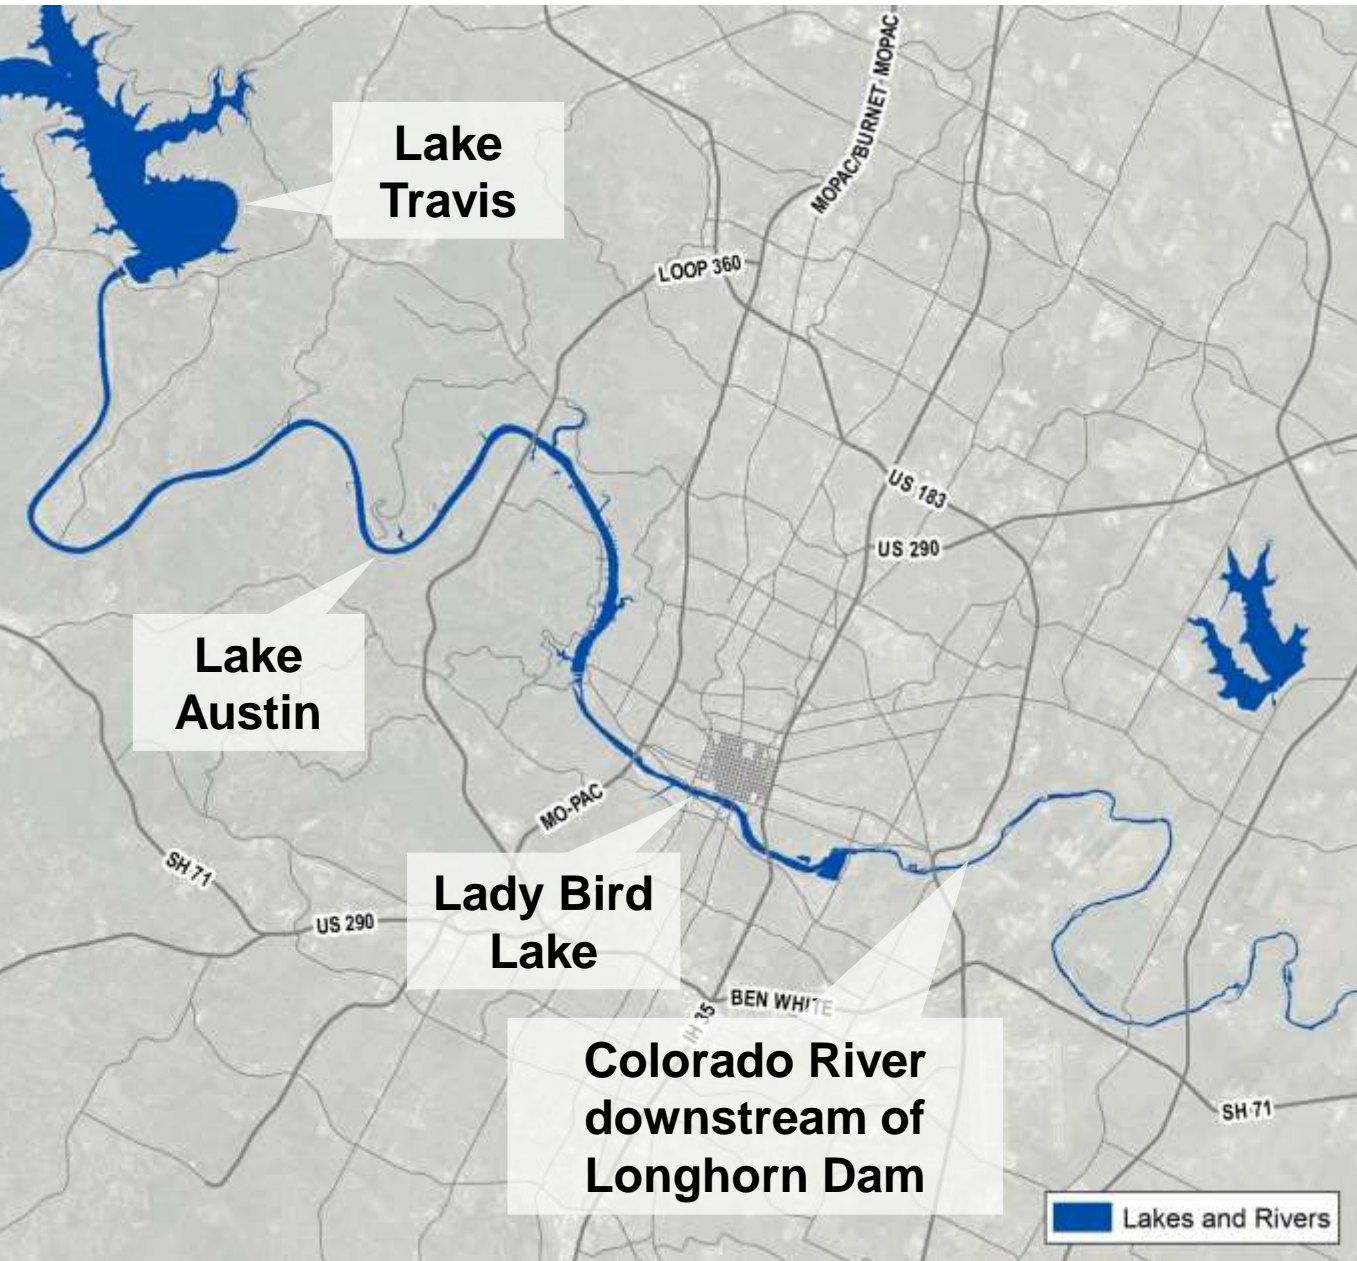 MOPAC/BURNET MOPAC
Lake
Travis
LOOP 360
US 183
US 290
Lake
Austin
MO-PAC
SH 71
US 290
Lady Bird
Lake
BEN WHITE
IH 35
Colorado River
downstream of
Longhorn Dam
SH 71
Lakes and Rivers